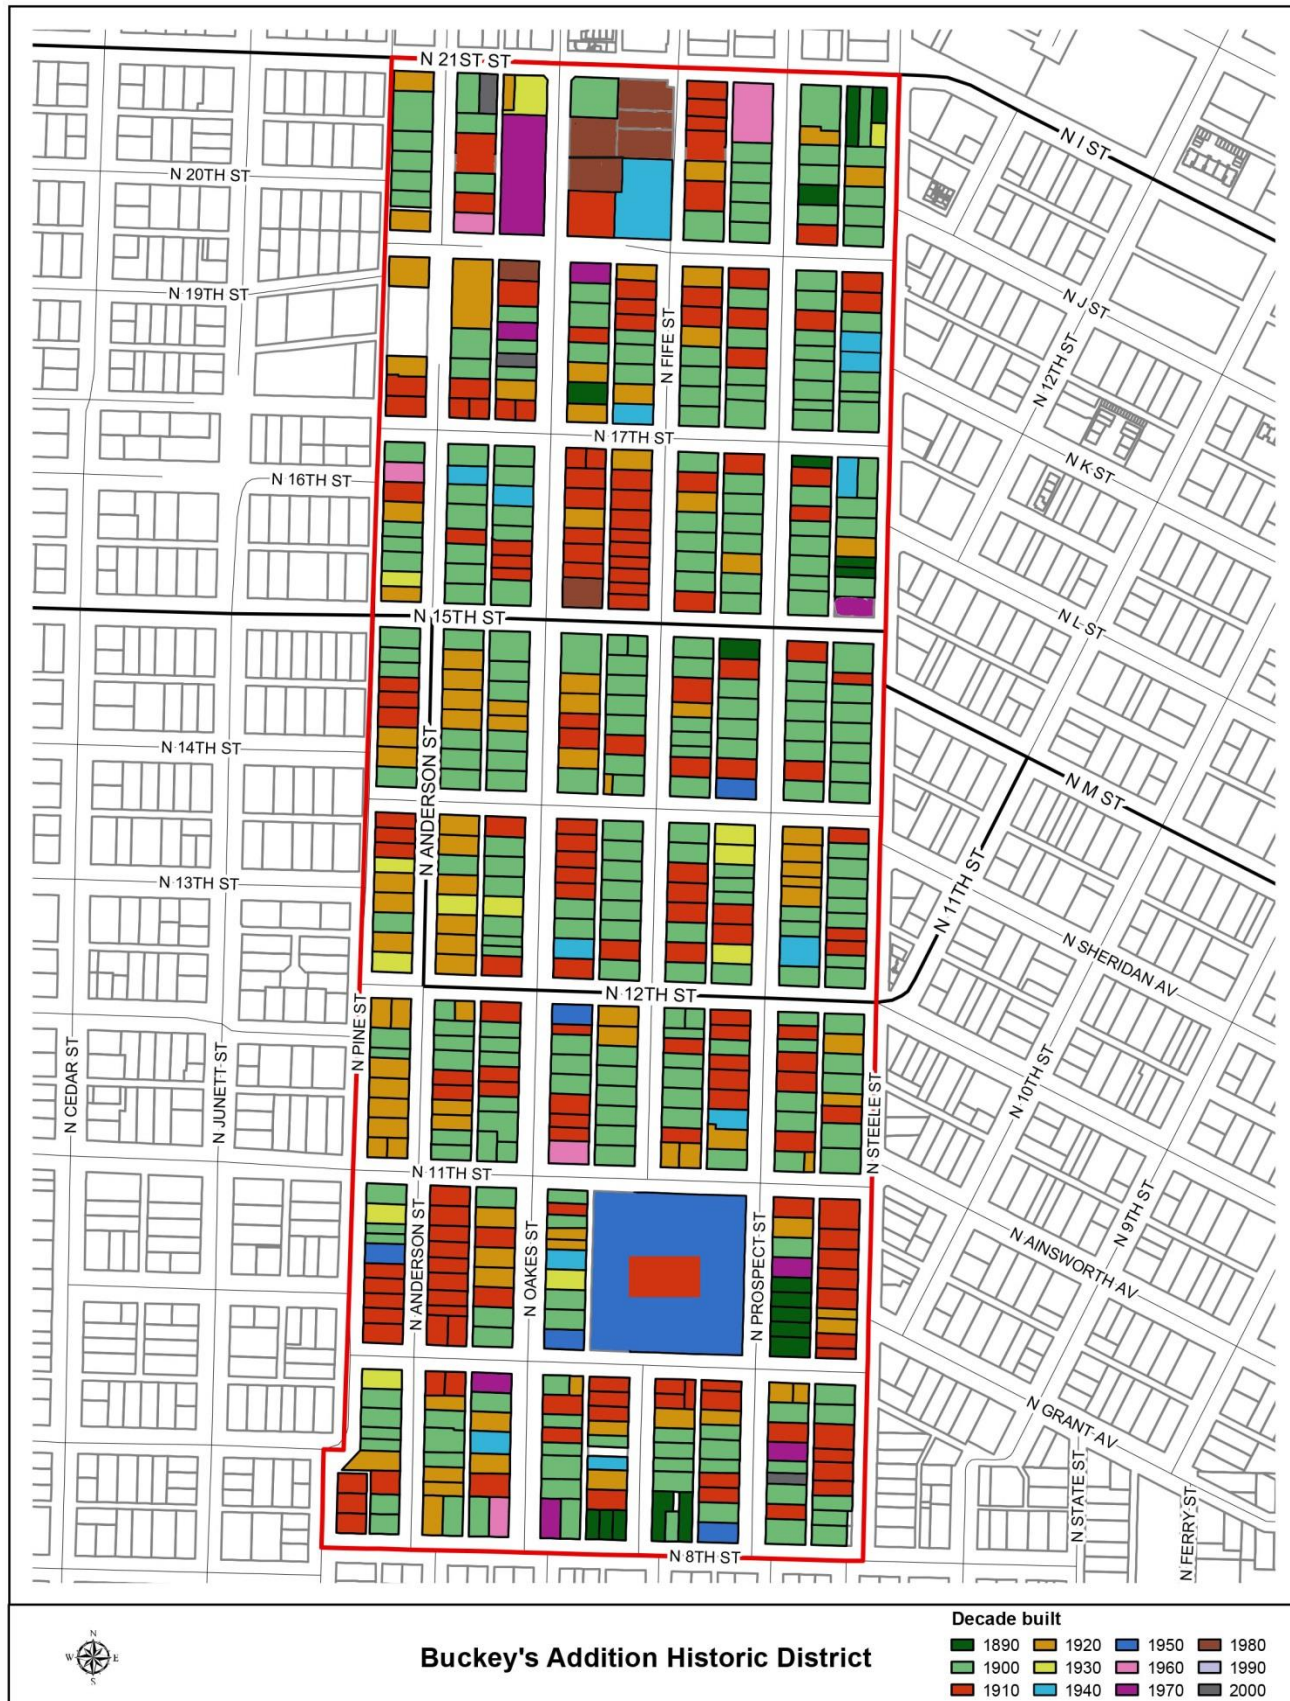 N 21ST ST
N I ST
N 20TH ST
N 19TH ST
N J ST
N 12TH ST
N FIFE ST
N 17TH ST
N K ST
N 16TH ST
N 15TH ST
N L ST
N ANDERSON ST
N 14TH ST
N M ST
N 13TH ST
N 11TH ST
N SHERIDAN AV
N 12TH ST
N PINE ST
N CEDAR ST
N JUNETT ST
N 10TH ST
N STEELE ST
N 11TH ST
N ANDERSON ST
N OAKES ST
N PROSPECT ST
N 9TH ST
N AINSWORTH AV
N GRANT AV
N STATE ST
N FERRY ST
N 8TH ST
N
W E
S
Buckey's Addition Historic District
Decade built
1890 1920 1950 1980
1900 1930 1960 1990
1910 1940 1970 2000